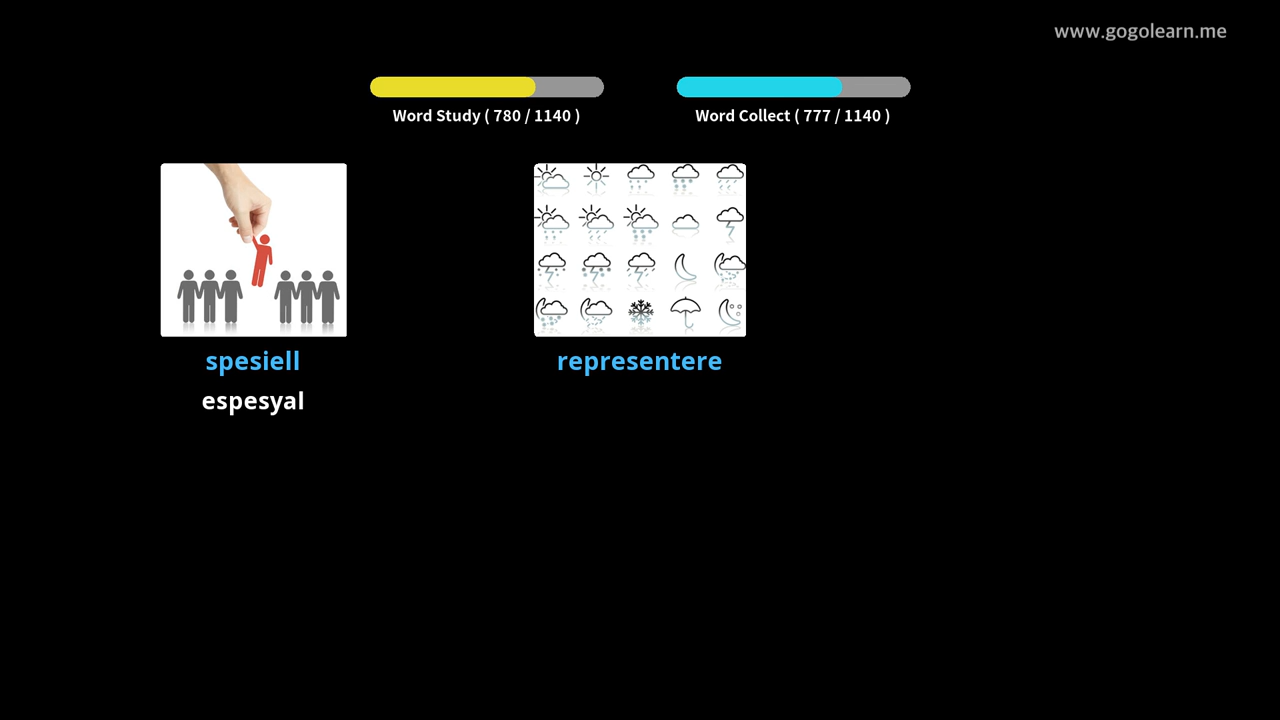 www.gogolearn.me
Word Study ( 780 / 1140 )
Word Collect ( 777 / 1140 )
spesiell
espesyal
representere